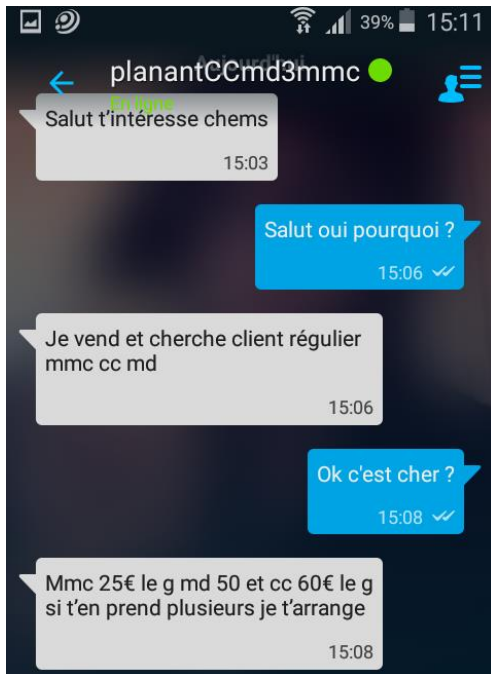 39% 15:11
Aujourd'hui
planantCCmd3mmc
En ligne
Salut t'intéresse chems
15:03
Salut oui pourquoi ?
15:06
Je vend et cherche client régulier
mmc cc md
15:06
Ok c'est cher ?
15:08
Mmc 25€ le g md 50 et cc 60€ le g
si t'en prend plusieurs je t'arrange
15:08